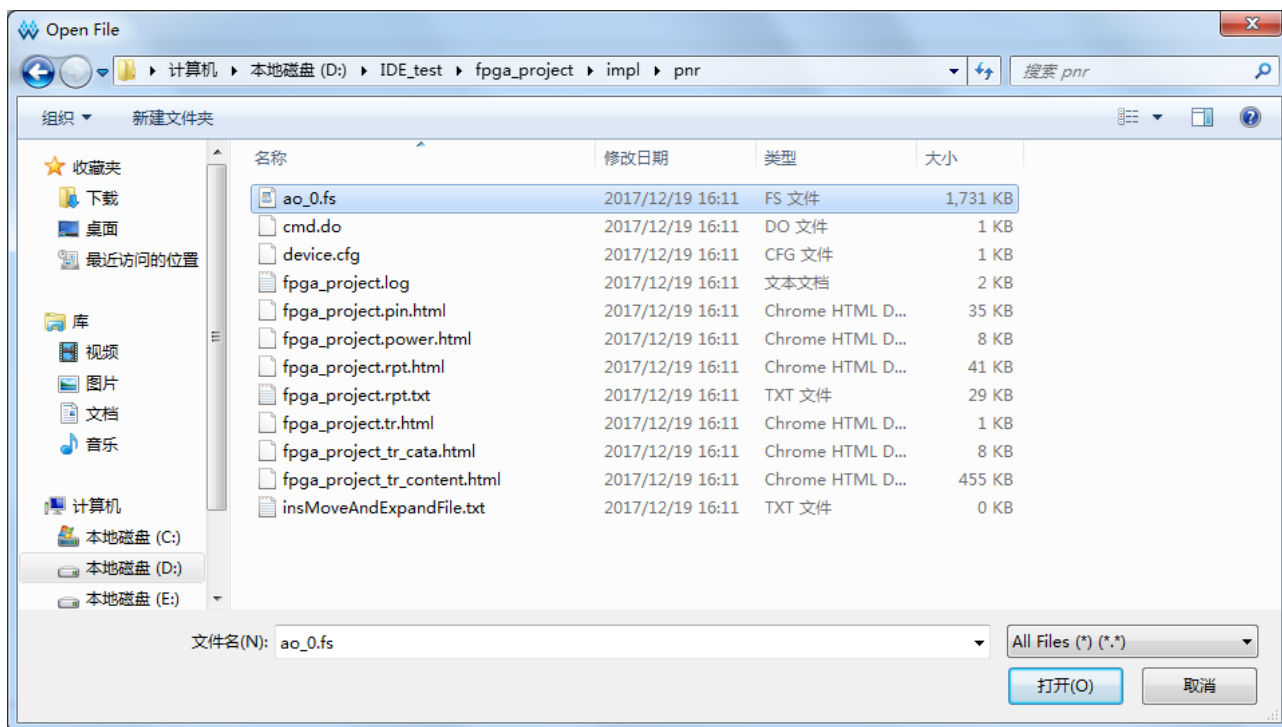 Open File
计算机 本地磁盘 (D:) IDE_test fpga_project impl pnr 搜索 pnr
组织 新建文件夹
收藏夹
下载
桌面
最近访问的位置
库
视频
图片
文档
音乐
计算机
本地磁盘 (C:)
本地磁盘 (D:)
本地磁盘 (E:)
名称 修改日期 类型 大小
ao_0.fs 2017/12/19 16:11 FS 文件 1,731 KB
cmd.do 2017/12/19 16:11 DO 文件 1 KB
device.cfg 2017/12/19 16:11 CFG 文件 1 KB
fpga_project.log 2017/12/19 16:11 文本文档 2 KB
fpga_project.pin.html 2017/12/19 16:11 Chrome HTML D... 35 KB
fpga_project.power.html 2017/12/19 16:11 Chrome HTML D... 8 KB
fpga_project.rpt.html 2017/12/19 16:11 Chrome HTML D... 41 KB
fpga_project.rpt.txt 2017/12/19 16:11 TXT 文件 29 KB
fpga_project.tr.html 2017/12/19 16:11 Chrome HTML D... 1 KB
fpga_project_tr_cata.html 2017/12/19 16:11 Chrome HTML D... 8 KB
fpga_project_tr_content.html 2017/12/19 16:11 Chrome HTML D... 455 KB
insMoveAndExpandFile.txt 2017/12/19 16:11 TXT 文件 0 KB
文件名(N): ao_0.fs All Files (*) (*.*)
打开(O) 取消